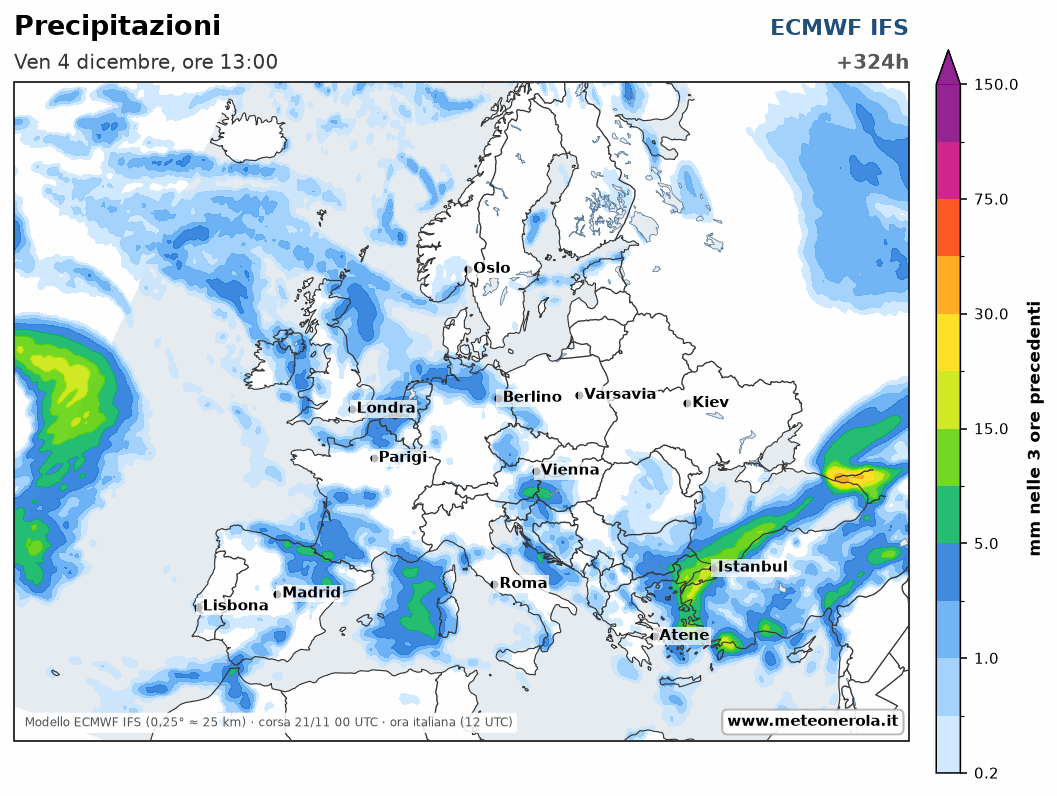 Precipitazioni
ECMWF IFS
Ven 4 dicembre, ore 13:00
+324h
150.0
75.0
30.0
15.0
5.0
1.0
0.2
mm nelle 3 ore precedenti
Oslo
Berlino
Varsavia
Kiev
Londra
Parigi
Vienna
Istanbul
Roma
Madrid
Lisbona
Atene
Modello ECMWF IFS (0,25° ≈ 25 km) · corsa 21/11 00 UTC · ora italiana (12 UTC)
www.meteonerola.it